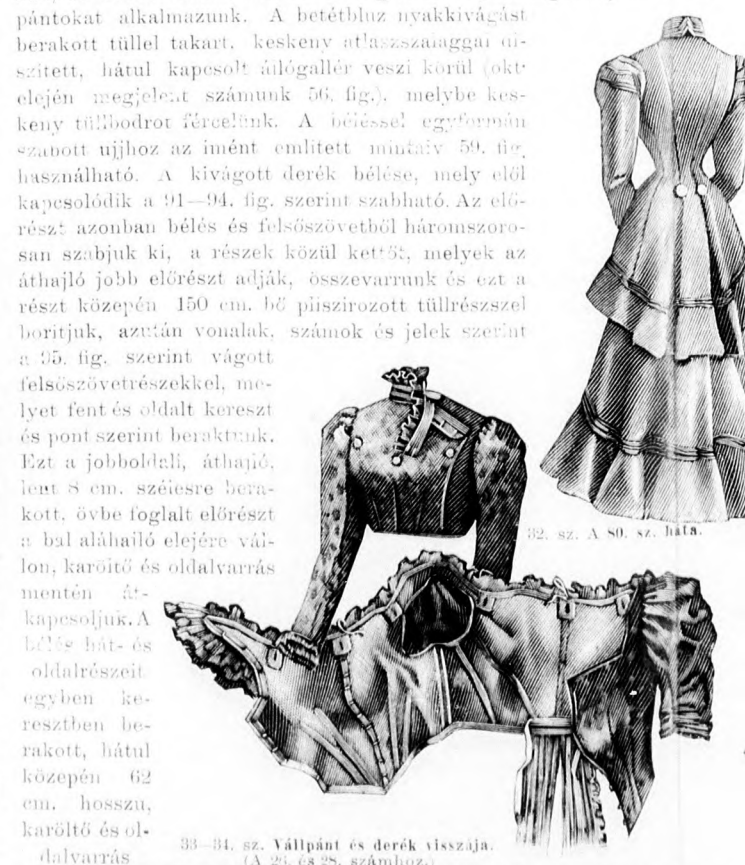 pántokat alkalmazunk. A betétbluz nyakkivágást
berakott tüllel takart, keskeny atlaszszalaggal di-
szitett, hátul kapcsolt állógallér veszi körül (okt·
elején megjelent számunk 56. fig.), melybe kes-
keny tüllbodrot fércelünk. A béléssel egyformán
szabott ujjhoz az imént említett mintaiv 59. fig.
használható. A kivágott derék bélése, mely elől
kapcsolódik a 91—94. fig. szerint szabható. Az elő-
részt azonban bélés és felsőszövetből háromszoro-
san szabjuk ki, a részek közül kettőt, melyek az
áthajló jobb előrészt adják, összevarrunk és ezt a
részt közepén 150 cm. bő pliszirozott tüllrészszel
boritjuk, azután vonalak, számok és jelek szerint
a 95. fig. szerint vágott
felsőszövetrészekkel, me-
lyet fent és oldalt kereszt
és pont szerint beraktunk.
Ezt a jobboldali, áthajló,
lent 8 cm. szélesre bera-
kott, övbe foglalt előrészt
a bal aláhajló elejére vál-
lon, karöltő és oldalvarrás
mentén át-
kapcsoljuk. A
bélés hát- és
oldalrészeit
egyben ke-
resztben be-
rakott, hátul
közepén 62
cm. hosszu,
karöltő és ol-
dalvarrás
32. sz. A 80. sz. háta.
33—34. sz. Vállpánt és derék visszája.
(A 26. és 28. számhoz.)